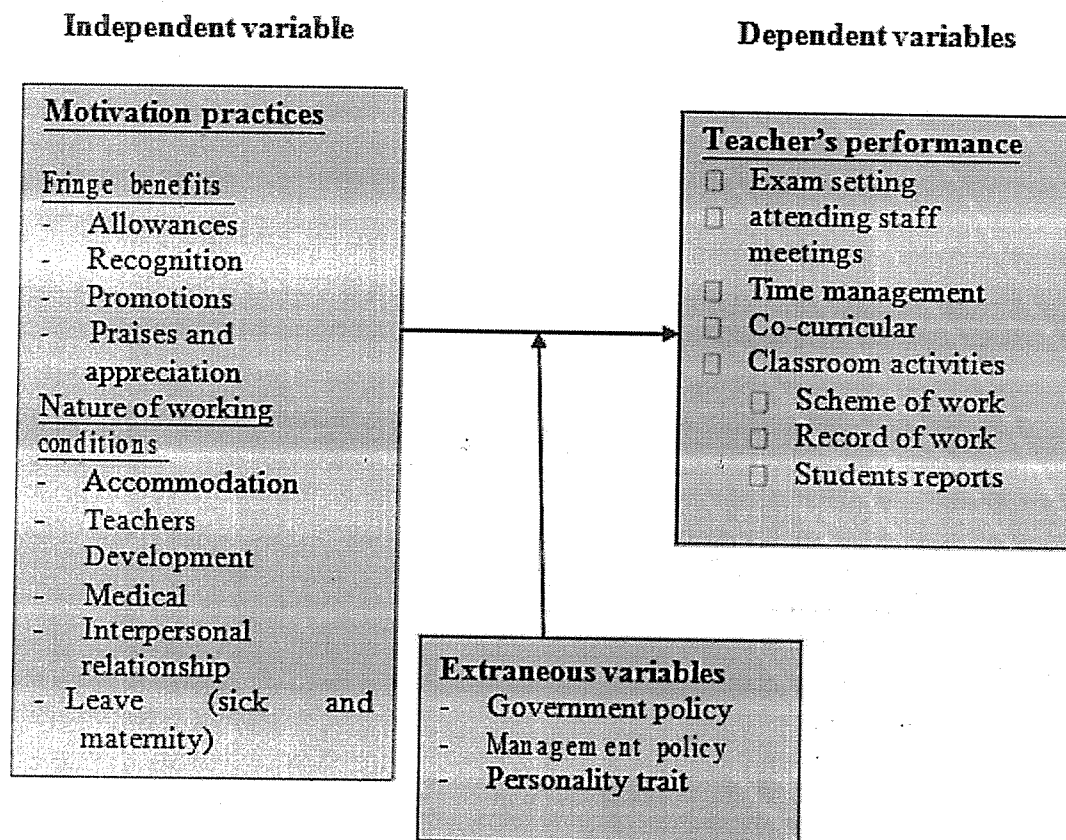 Independent variable
Dependent variables
Motivation practices
Fringe benefits
- Allowances
- Recognition
- Promotions
- Praises and
appreciation
Nature of working
conditions
- Accommodation
- Teachers
Development
- Medical
- Interpersonal
relationship
- Leave (sick and
maternity)
Teacher's performance
□ Exam setting
□ attending staff
meetings
□ Time management
□ Co-curricular
□ Classroom activities
□ Scheme of work
□ Record of work
□ Students reports
Extraneous variables
- Government policy
- Management policy
- Personality trait